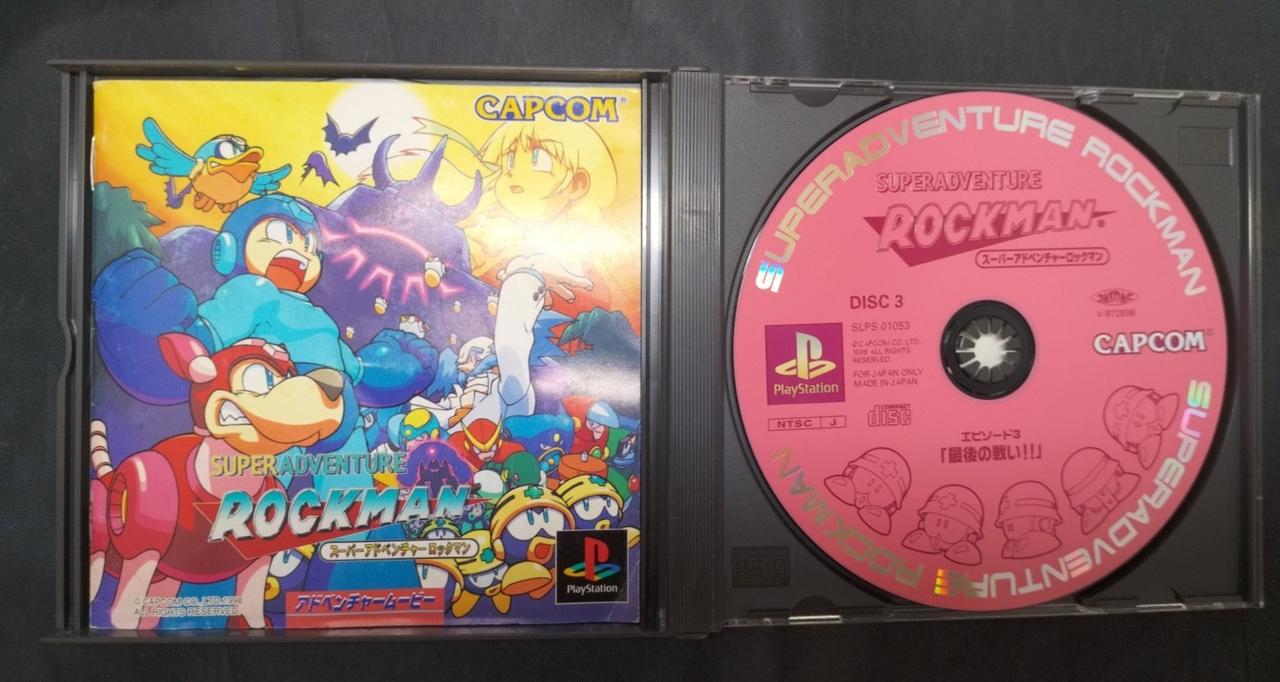 CAPCOM®
SUPERADVENTURE
ROCKMAN
スーパーアドベンチャーロックマン
アドベンチャームービー
© CAPCOM CO., LTD. 1998
ALL RIGHTS RESERVED.
PlayStation
SUPERADVENTURE ROCKMAN
SUPERADVENTURE
ROCKMAN®
スーパーアドベンチャーロックマン
DISC 3
SLPS 01053
©CAPCOM CO., LTD.
1998 ALL RIGHTS
RESERVED.
FOR JAPAN ONLY
MADE IN JAPAN
PlayStation
NTSC J
COMPACT
disc
V-972936
CAPCOM®
エピソード3
「最後の戦い!!」
SUPERADVENTURE ROCKMAN